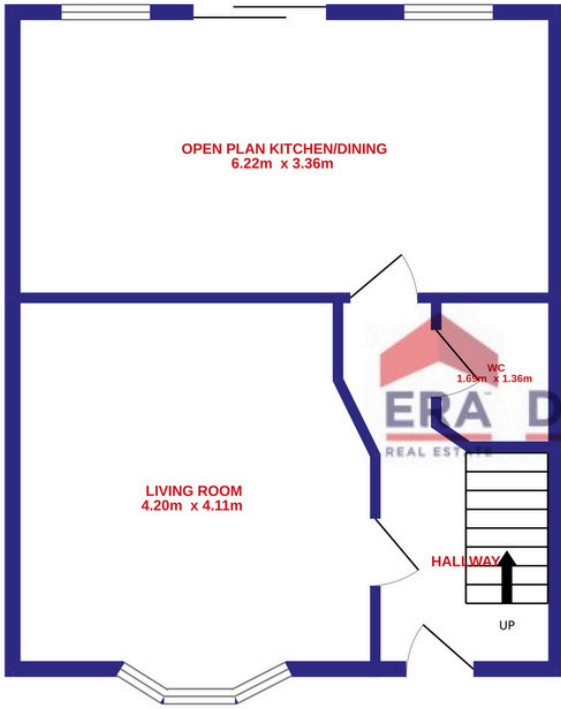 OPEN PLAN KITCHEN/DINING
6.22m x 3.36m
WC
1.69m x 1.36m
ERA D
REAL ESTATE
LIVING ROOM
4.20m x 4.11m
HALLWAY
UP